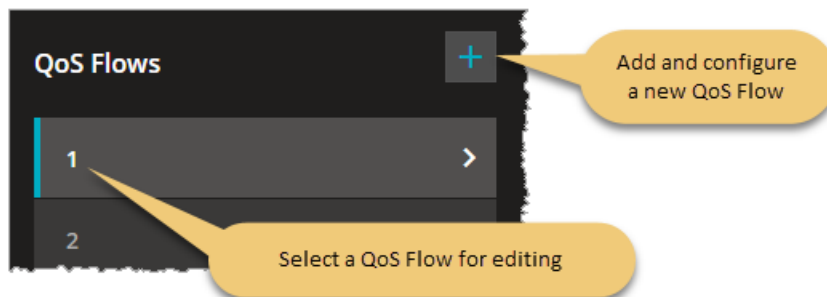 QoS Flows
+
Add and configure
a new QoS Flow
1
2
Select a QoS Flow for editing